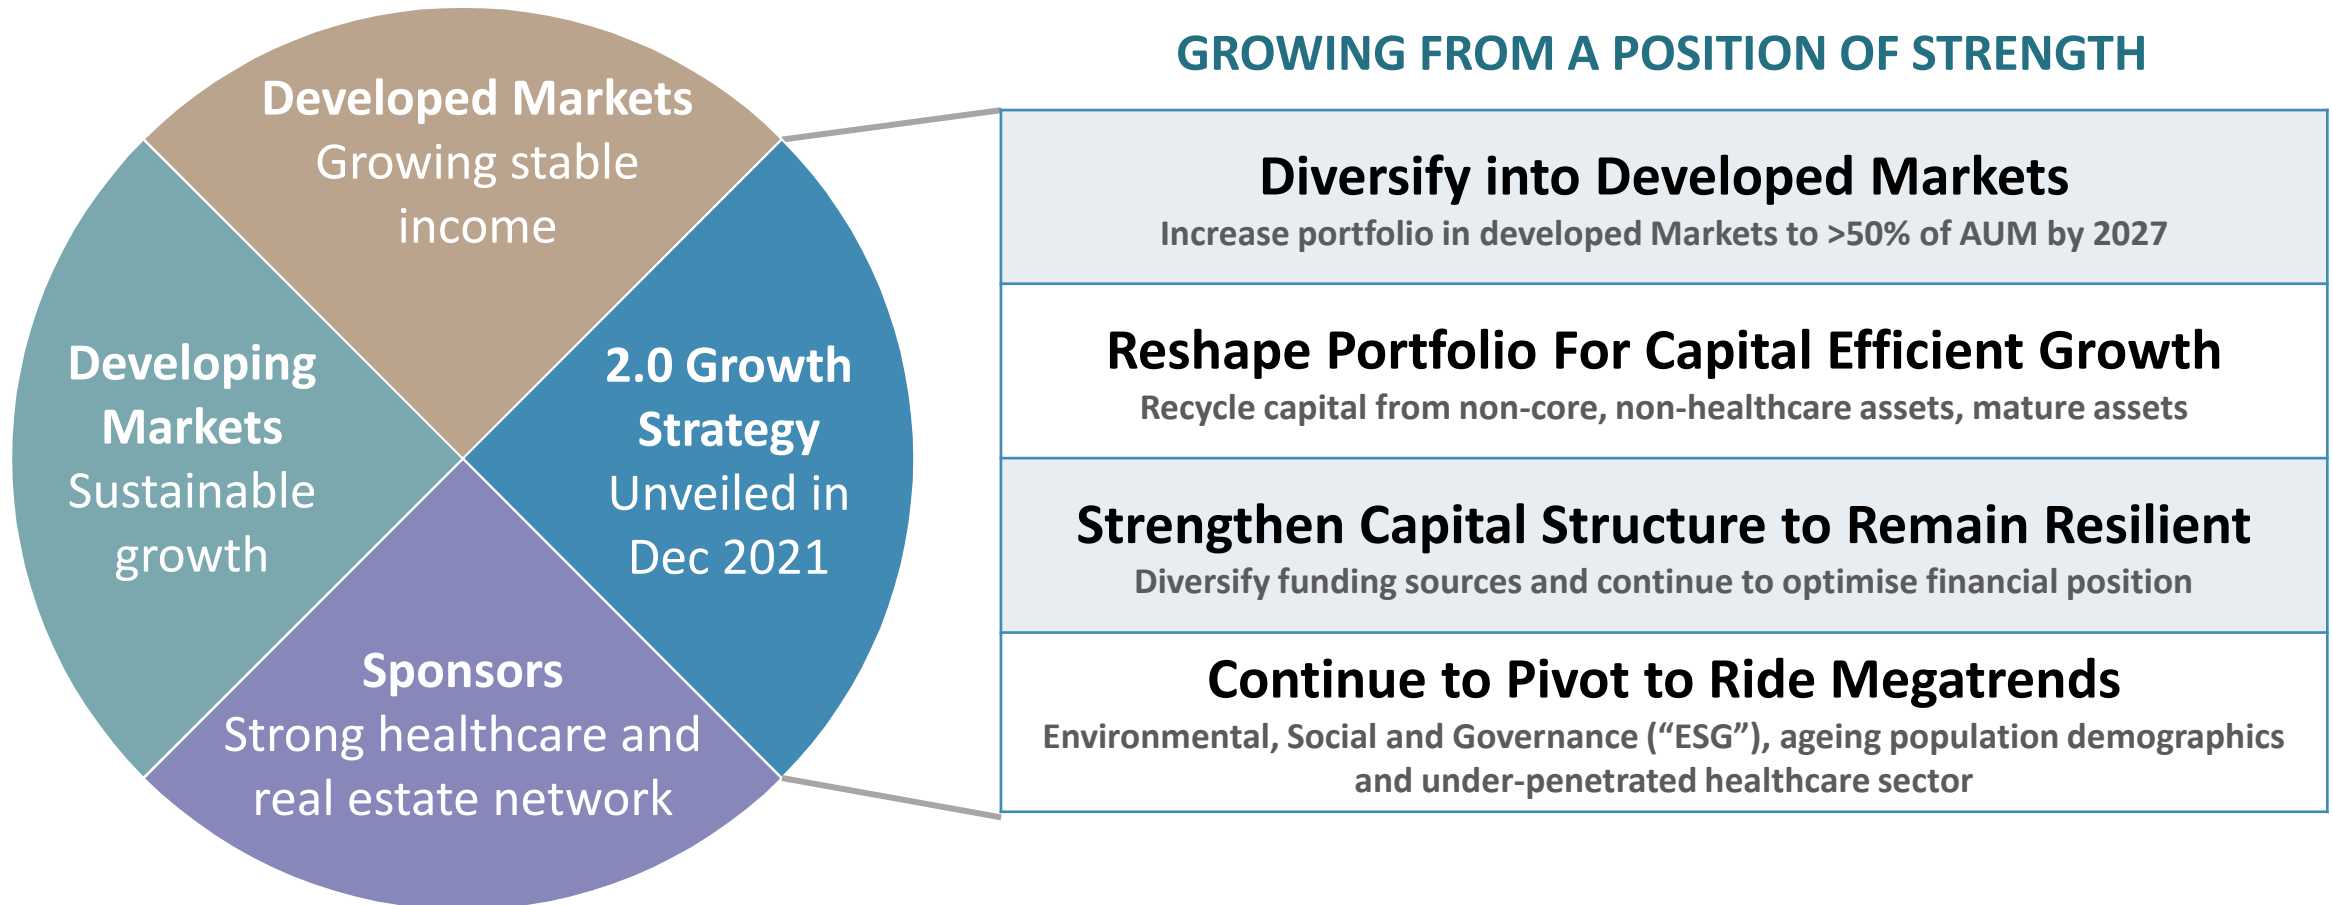 Developed Markets
Growing stable
income
Developing
Markets
Sustainable
growth
2.0 Growth
Strategy
Unveiled in
Dec 2021
Sponsors
Strong healthcare and
real estate network
GROWING FROM A POSITION OF STRENGTH
Diversify into Developed Markets
Increase portfolio in developed Markets to >50% of AUM by 2027
Reshape Portfolio For Capital Efficient Growth
Recycle capital from non-core, non-healthcare assets, mature assets
Strengthen Capital Structure to Remain Resilient
Diversify funding sources and continue to optimise financial position
Continue to Pivot to Ride Megatrends
Environmental, Social and Governance (“ESG”), ageing population demographics
and under-penetrated healthcare sector